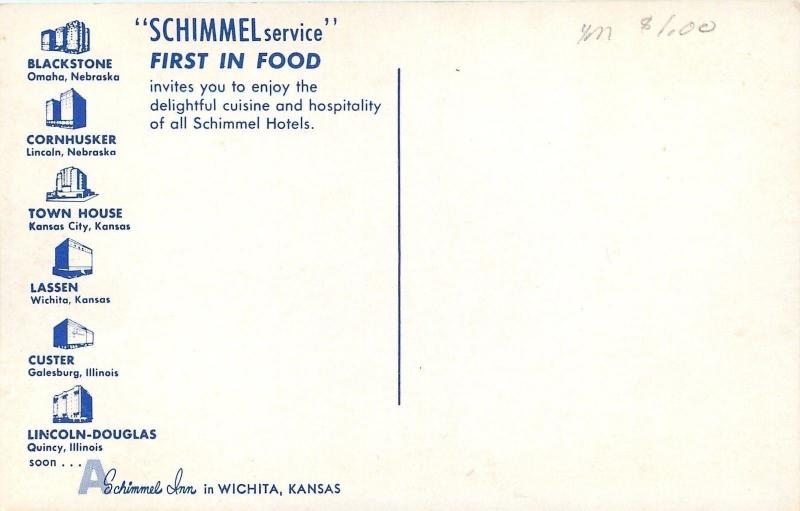 "SCHIMMEL service"
FIRST IN FOOD
invites you to enjoy the
delightful cuisine and hospitality
of all Schimmel Hotels.
$1.00
BLACKSTONE
Omaha, Nebraska
CORNHUSKER
Lincoln, Nebraska
TOWN HOUSE
Kansas City, Kansas
LASSEN
Wichita, Kansas
CUSTER
Galesburg, Illinois
LINCOLN-DOUGLAS
Quincy, Illinois
soon . . .
A Schimmel Inn in WICHITA, KANSAS